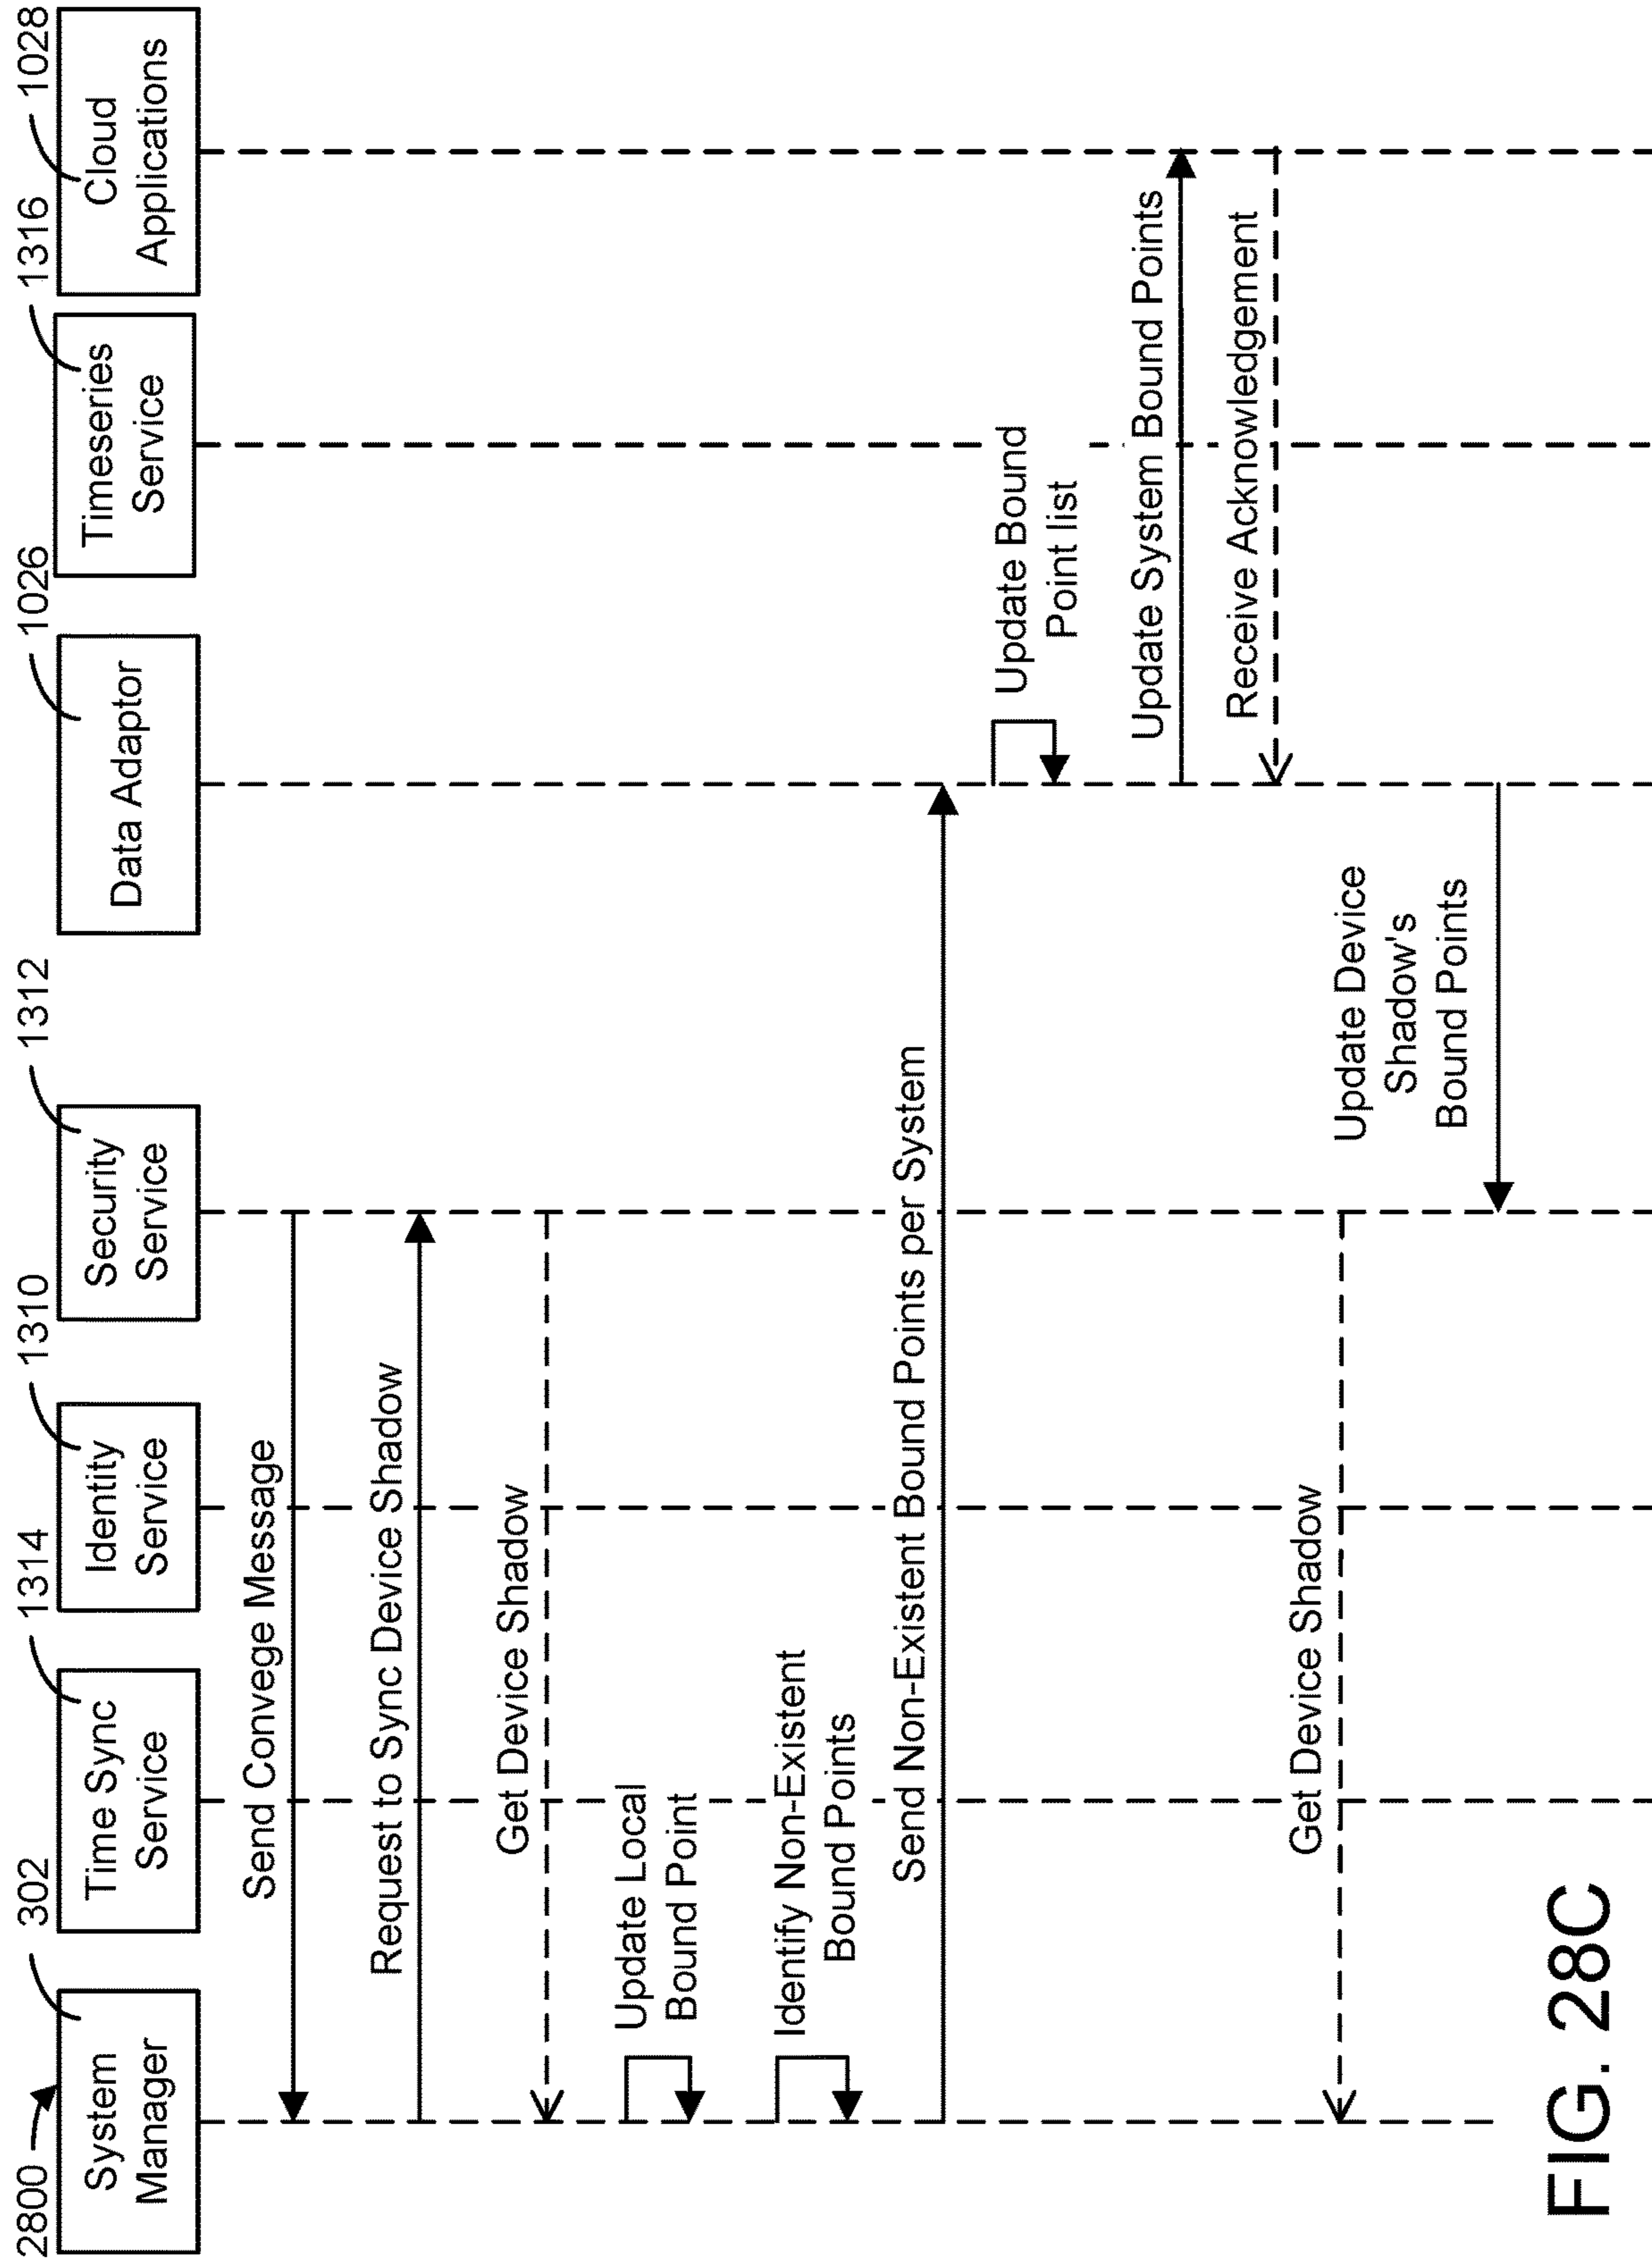 2800
302
1314
1310
1312
1026
1316
1028
System
Manager
Time Sync
Service
Identity
Service
Security
Service
Data Adaptor
Timeseries
Service
Cloud
Applications
Send Convege Message
Request to Sync Device Shadow
Get Device Shadow
Update Local
Bound Point
Identify Non-Existent
Bound Points
Send Non-Existent Bound Points per System
Update Bound
Point list
Update System Bound Points
Receive Acknowledgement
Get Device Shadow
Update Device
Shadow's
Bound Points
FIG. 28C